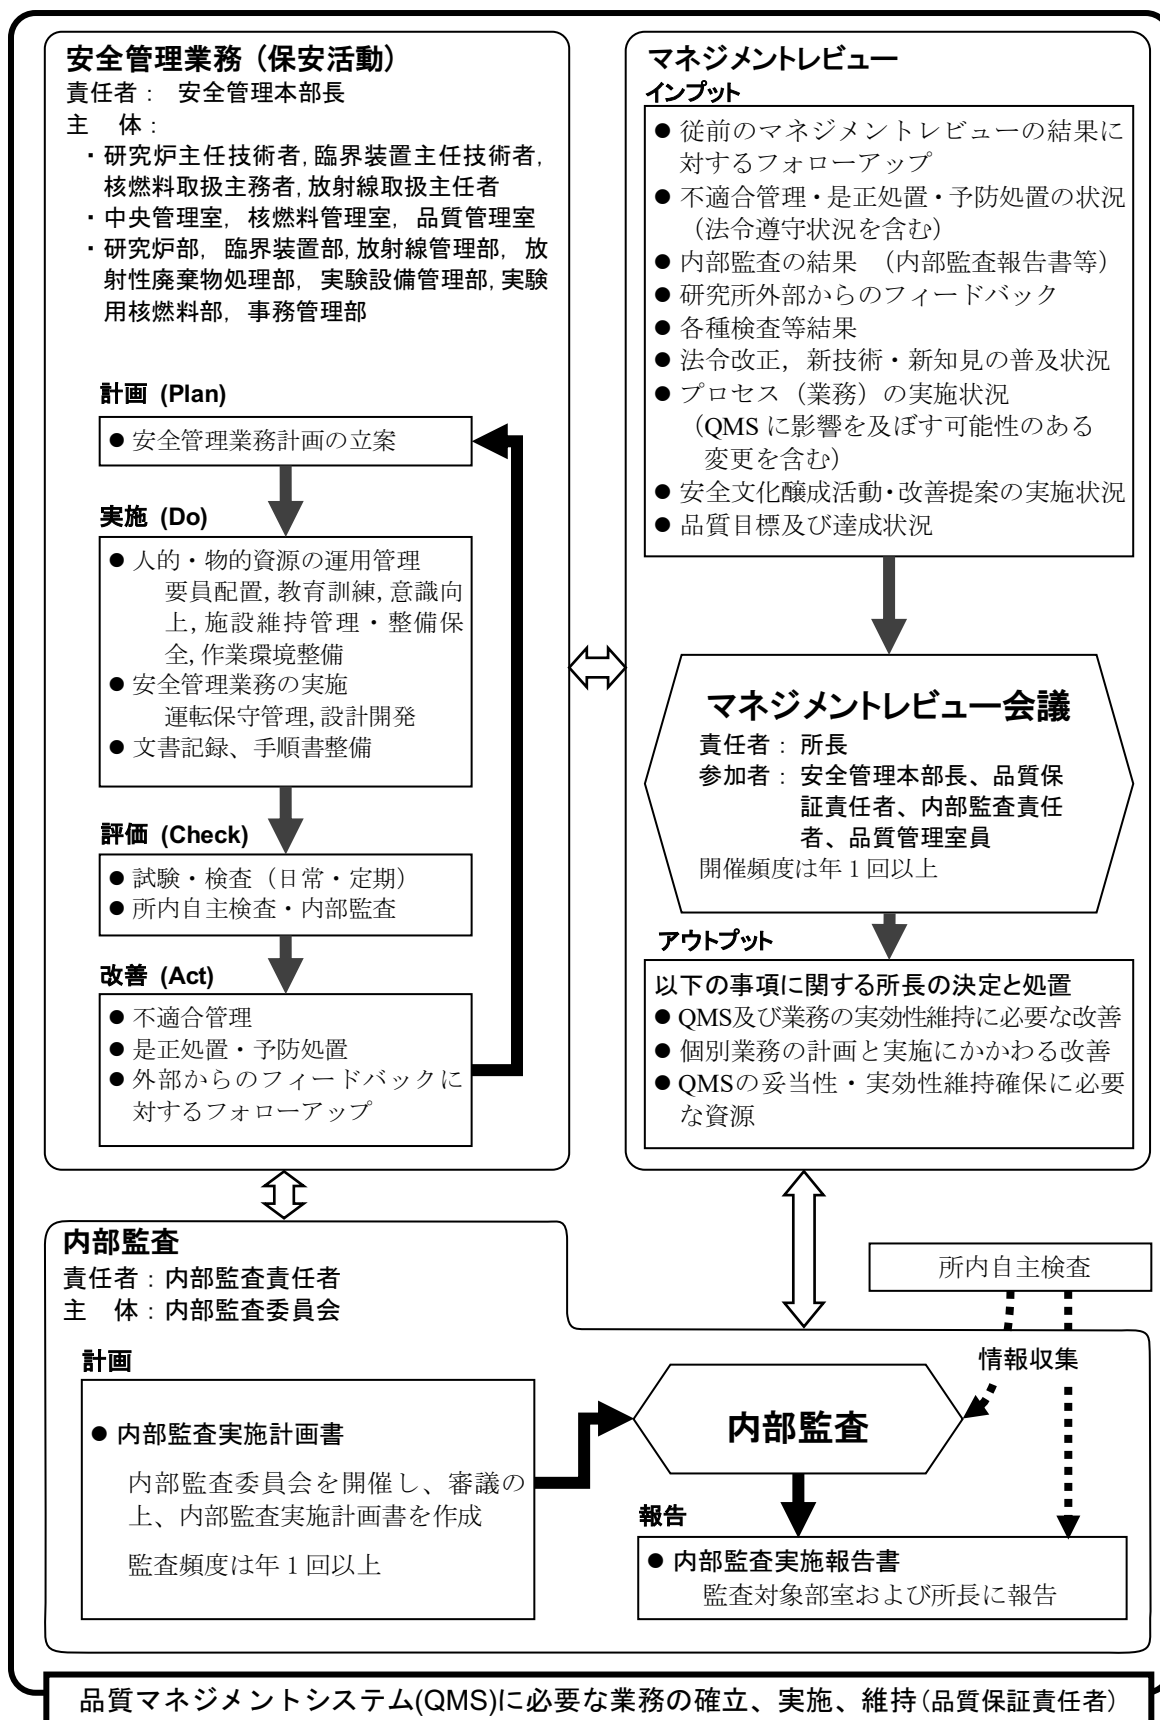 安全管理業務（保安活動）
責任者： 安全管理本部長
主 体：
・研究炉主任技術者,臨界装置主任技術者,
核燃料取扱主務者,放射線取扱主任者
・中央管理室, 核燃料管理室, 品質管理室
・研究炉部, 臨界装置部,放射線管理部, 放
射性廃棄物処理部, 実験設備管理部,実験
用核燃料部, 事務管理部
計画 (Plan)
● 安全管理業務計画の立案
実施 (Do)
● 人的・物的資源の運用管理
要員配置,教育訓練,意識向
上,施設維持管理・整備保
全,作業環境整備
● 安全管理業務の実施
運転保守管理,設計開発
● 文書記録、手順書整備
評価 (Check)
● 試験・検査（日常・定期）
● 所内自主検査・内部監査
改善 (Act)
● 不適合管理
● 是正処置・予防処置
● 外部からのフィードバックに
対するフォローアップ
マネジメントレビュー
インプット
● 従前のマネジメントレビューの結果に
対するフォローアップ
● 不適合管理・是正処置・予防処置の状況
（法令遵守状況を含む）
● 内部監査の結果 （内部監査報告書等）
● 研究所外部からのフィードバック
● 各種検査等結果
● 法令改正，新技術・新知見の普及状況
● プロセス（業務）の実施状況
（QMS に影響を及ぼす可能性のある
変更を含む）
● 安全文化醸成活動・改善提案の実施状況
● 品質目標及び達成状況
マネジメントレビュー会議
責任者： 所長
参加者： 安全管理本部長、品質保
証責任者、内部監査責任
者、品質管理室員
開催頻度は年１回以上
アウトプット
以下の事項に関する所長の決定と処置
● QMS及び業務の実効性維持に必要な改善
● 個別業務の計画と実施にかかわる改善
● QMSの妥当性・実効性維持確保に必要
な資源
内部監査
責任者：内部監査責任者
主 体：内部監査委員会
計画
● 内部監査実施計画書
内部監査委員会を開催し、審議の
上、内部監査実施計画書を作成
監査頻度は年１回以上
所内自主検査
情報収集
内部監査
報告
● 内部監査実施報告書
監査対象部室および所長に報告
品質マネジメントシステム(QMS)に必要な業務の確立、実施、維持(品質保証責任者)